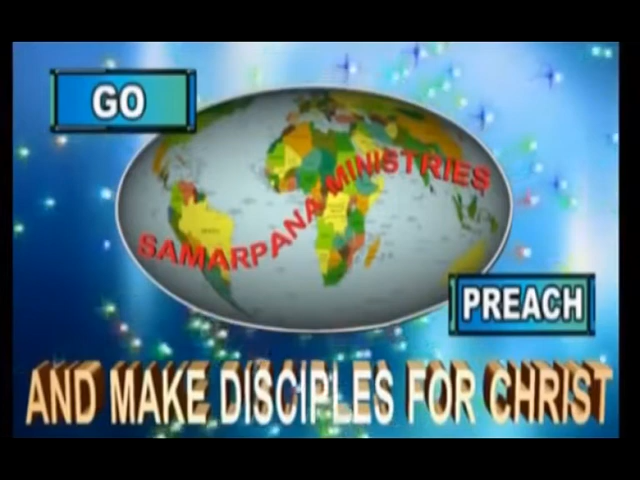 GO
SAMARPANA MINISTRIES
PREACH
AND MAKE DISCIPLES FOR CHRIST